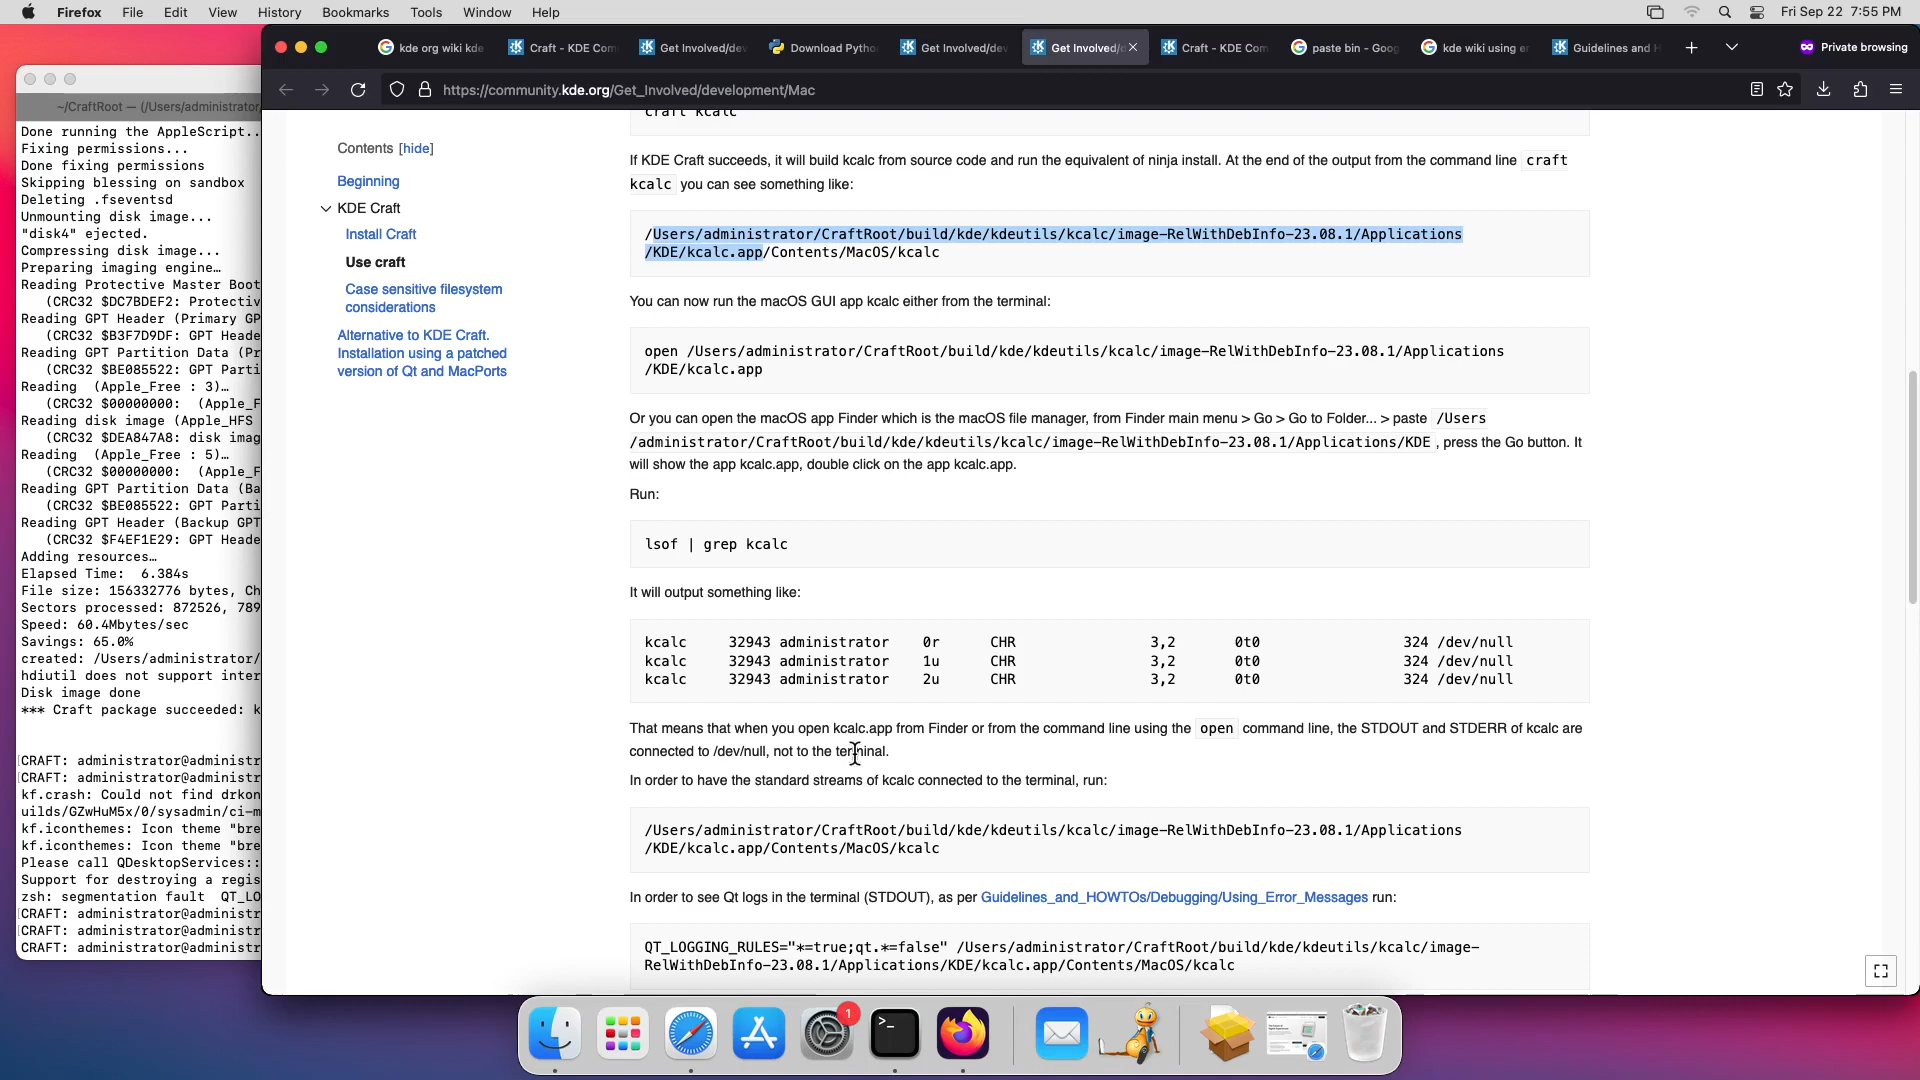 Firefox File Edit View History Bookmarks Tools Window Help
Fri Sep 22 7:55 PM
kde org wiki kde
Craft - KDE Com
Get Involved/dev
Download Pytho
Get Involved/dev
Get Involved/d
Craft - KDE Com
paste bin - Goog
kde wiki using er
Guidelines and H
Private browsing
https://community.kde.org/Get_Involved/development/Mac
~/CraftRoot — (/Users/administrator
Done running the AppleScript..
Fixing permissions...
Done fixing permissions
Skipping blessing on sandbox
Deleting .fseventsd
Unmounting disk image...
"disk4" ejected.
Compressing disk image...
Preparing imaging engine…
Reading Protective Master Boot
(CRC32 $DC7BDEF2: Protectiv
Reading GPT Header (Primary GP
(CRC32 $B3F7D9DF: GPT Heade
Reading GPT Partition Data (Pr
(CRC32 $BE085522: GPT Parti
Reading (Apple_Free : 3)…
(CRC32 $00000000: (Apple_F
Reading disk image (Apple_HFS
(CRC32 $DEA847A8: disk imag
Reading (Apple_Free : 5)…
(CRC32 $00000000: (Apple_F
Reading GPT Partition Data (Ba
(CRC32 $BE085522: GPT Parti
Reading GPT Header (Backup GPT
(CRC32 $F4EF1E29: GPT Heade
Adding resources…
Elapsed Time: 6.384s
File size: 156332776 bytes, Ch
Sectors processed: 872526, 789
Speed: 60.4Mbytes/sec
Savings: 65.0%
created: /Users/administrator/
hdiutil does not support inter
Disk image done
*** Craft package succeeded: k
CRAFT: administrator@administr
CRAFT: administrator@administr
kf.crash: Could not find drkon
uilds/GZwHuM5x/0/sysadmin/ci-m
kf.iconthemes: Icon theme "bre
kf.iconthemes: Icon theme "bre
Please call QDesktopServices::
Support for destroying a regis
zsh: segmentation fault QT_LO
CRAFT: administrator@administr
CRAFT: administrator@administr
CRAFT: administrator@administr
Contents [hide]
Beginning
KDE Craft
Install Craft
Use craft
Case sensitive filesystem
considerations
Alternative to KDE Craft.
Installation using a patched
version of Qt and MacPorts
craft kcalc
If KDE Craft succeeds, it will build kcalc from source code and run the equivalent of ninja install. At the end of the output from the command line craft
kcalc you can see something like:
/Users/administrator/CraftRoot/build/kde/kdeutils/kcalc/image-RelWithDebInfo-23.08.1/Applications
/KDE/kcalc.app/Contents/MacOS/kcalc
You can now run the macOS GUI app kcalc either from the terminal:
open /Users/administrator/CraftRoot/build/kde/kdeutils/kcalc/image-RelWithDebInfo-23.08.1/Applications
/KDE/kcalc.app
Or you can open the macOS app Finder which is the macOS file manager, from Finder main menu > Go > Go to Folder... > paste /Users
/administrator/CraftRoot/build/kde/kdeutils/kcalc/image-RelWithDebInfo-23.08.1/Applications/KDE , press the Go button. It
will show the app kcalc.app, double click on the app kcalc.app.
Run:
lsof | grep kcalc
It will output something like:
kcalc 32943 administrator 0r CHR 3,2 0t0 324 /dev/null
kcalc 32943 administrator 1u CHR 3,2 0t0 324 /dev/null
kcalc 32943 administrator 2u CHR 3,2 0t0 324 /dev/null
That means that when you open kcalc.app from Finder or from the command line using the open command line, the STDOUT and STDERR of kcalc are
connected to /dev/null, not to the terminal.
In order to have the standard streams of kcalc connected to the terminal, run:
/Users/administrator/CraftRoot/build/kde/kdeutils/kcalc/image-RelWithDebInfo-23.08.1/Applications
/KDE/kcalc.app/Contents/MacOS/kcalc
In order to see Qt logs in the terminal (STDOUT), as per Guidelines_and_HOWTOs/Debugging/Using_Error_Messages run:
QT_LOGGING_RULES="*=true;qt.*=false" /Users/administrator/CraftRoot/build/kde/kdeutils/kcalc/image-
RelWithDebInfo-23.08.1/Applications/KDE/kcalc.app/Contents/MacOS/kcalc
1